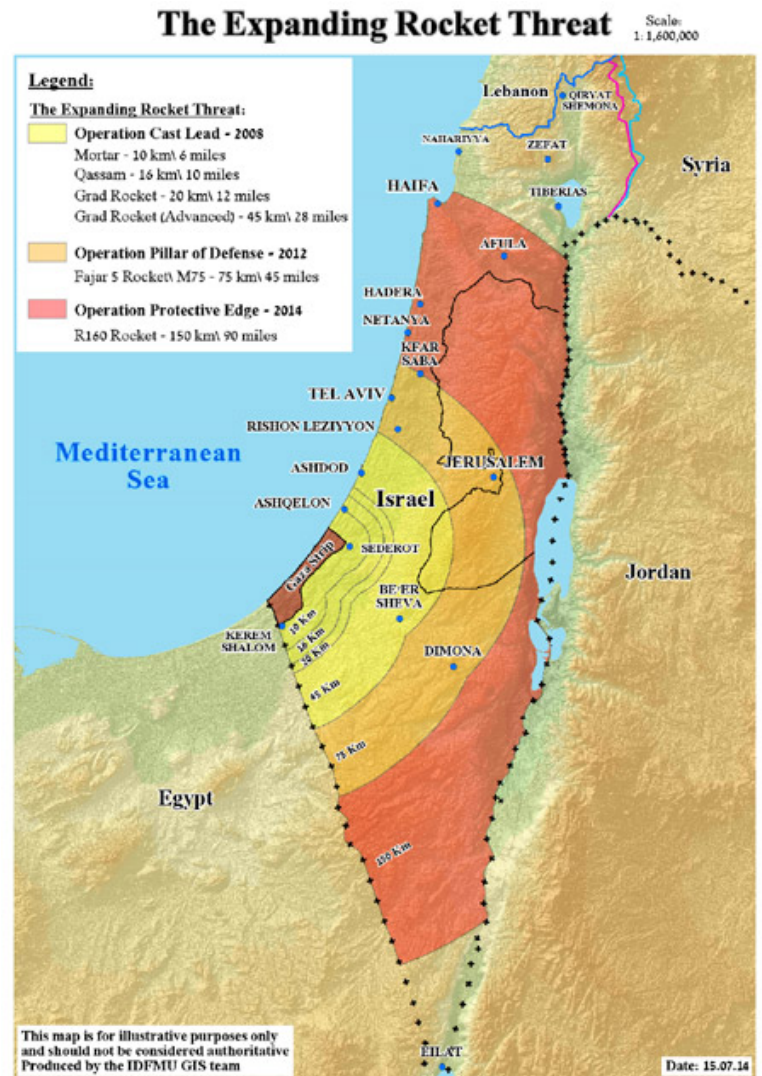 The Expanding Rocket Threat
Scale:
1: 1,600,000
Legend:
The Expanding Rocket Threat:
Operation Cast Lead - 2008
Mortar - 10 km\ 6 miles
Qassam - 16 km\ 10 miles
Grad Rocket - 20 km\ 12 miles
Grad Rocket (Advanced) - 45 km\ 28 miles
Operation Pillar of Defense - 2012
Fajar 5 Rocket\ M75 - 75 km\ 45 miles
Operation Protective Edge - 2014
R160 Rocket - 150 km\ 90 miles
Lebanon
QIRYAT
SHEMONA
NAHARIYYA
ZEFAT
Syria
HAIFA
TIBERIAS
AFULA
HADERA
NETANYA
KFAR
SABA
TEL AVIV
RISHON LEZIYYON
Mediterranean
Sea
JERUSALEM
ASHDOD
Israel
ASHQELON
SEDEROT
Gaza Strip
Jordan
BE'ER
SHEVA
10 Km
16 Km
20 Km
KEREM
SHALOM
DIMONA
45 Km
75 Km
Egypt
150 Km
EILAT
This map is for illustrative purposes only
and should not be considered authoritative
Produced by the IDFMU GIS team
Date: 15.07.14